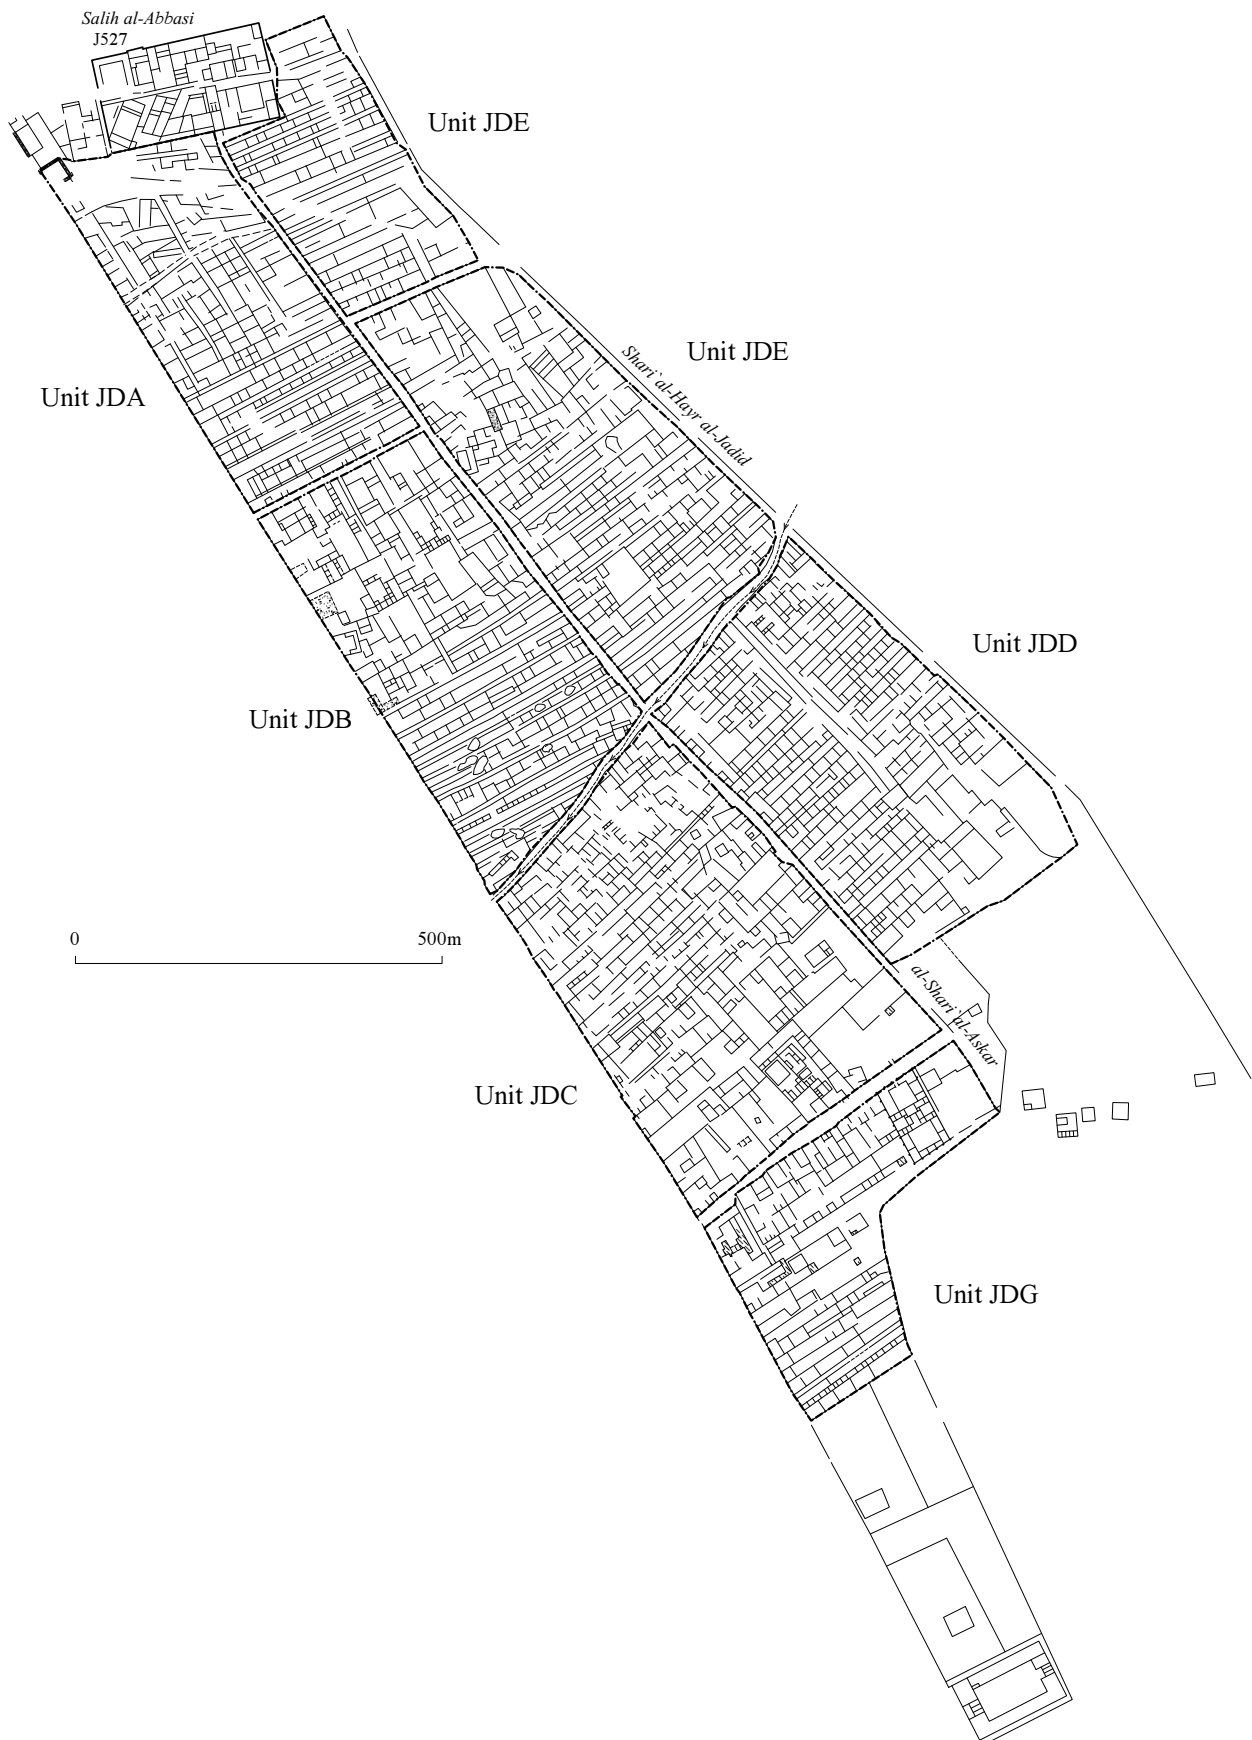 Salih al-Abbasi
J527
Unit JDE
Unit JDE
Shari` al-Hayr al-Jadid
Unit JDA
Unit JDD
Unit JDB
0 500m
al-Shari` al-Askar
Unit JDC
Unit JDG